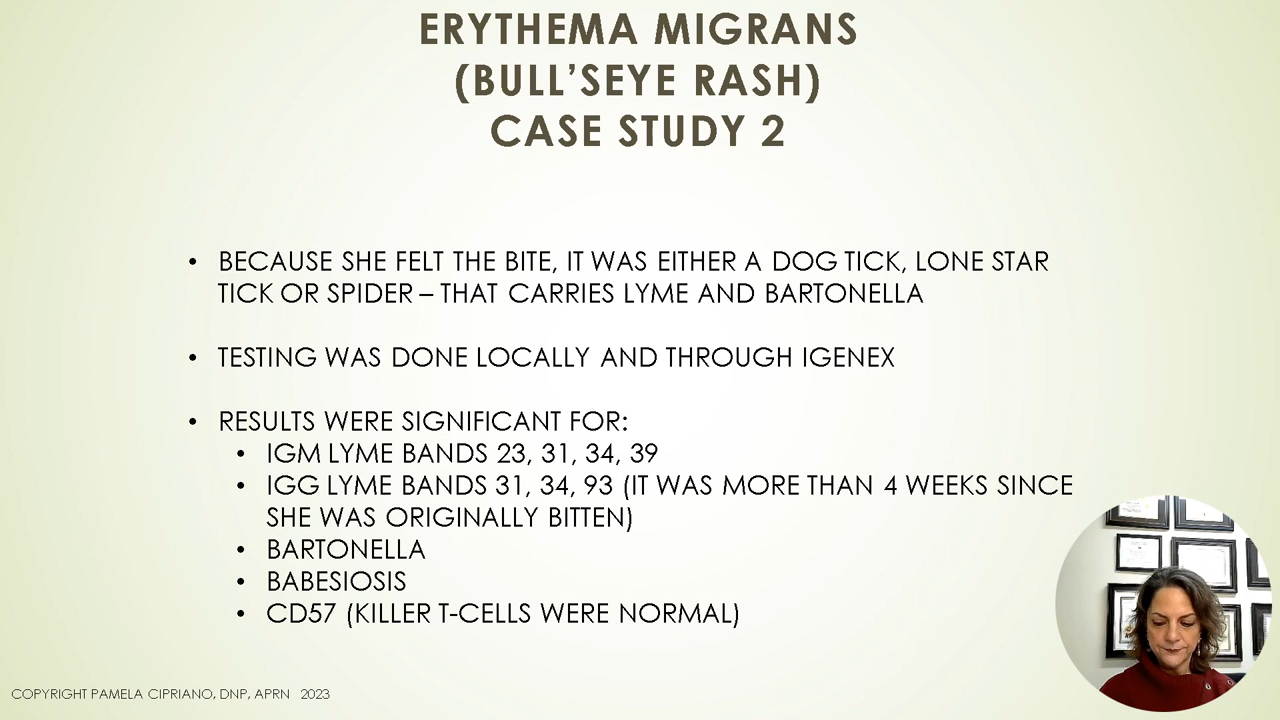 ERYTHEMA MIGRANS
(BULL'SEYE RASH)
CASE STUDY 2
• BECAUSE SHE FELT THE BITE, IT WAS EITHER A DOG TICK, LONE STAR
TICK OR SPIDER – THAT CARRIES LYME AND BARTONELLA
• TESTING WAS DONE LOCALLY AND THROUGH IGENEX
• RESULTS WERE SIGNIFICANT FOR:
• IGM LYME BANDS 23, 31, 34, 39
• IGG LYME BANDS 31, 34, 93 (IT WAS MORE THAN 4 WEEKS SINCE
SHE WAS ORIGINALLY BITTEN)
• BARTONELLA
• BABESIOSIS
• CD57 (KILLER T-CELLS WERE NORMAL)
COPYRIGHT PAMELA CIPRIANO, DNP, APRN 2023